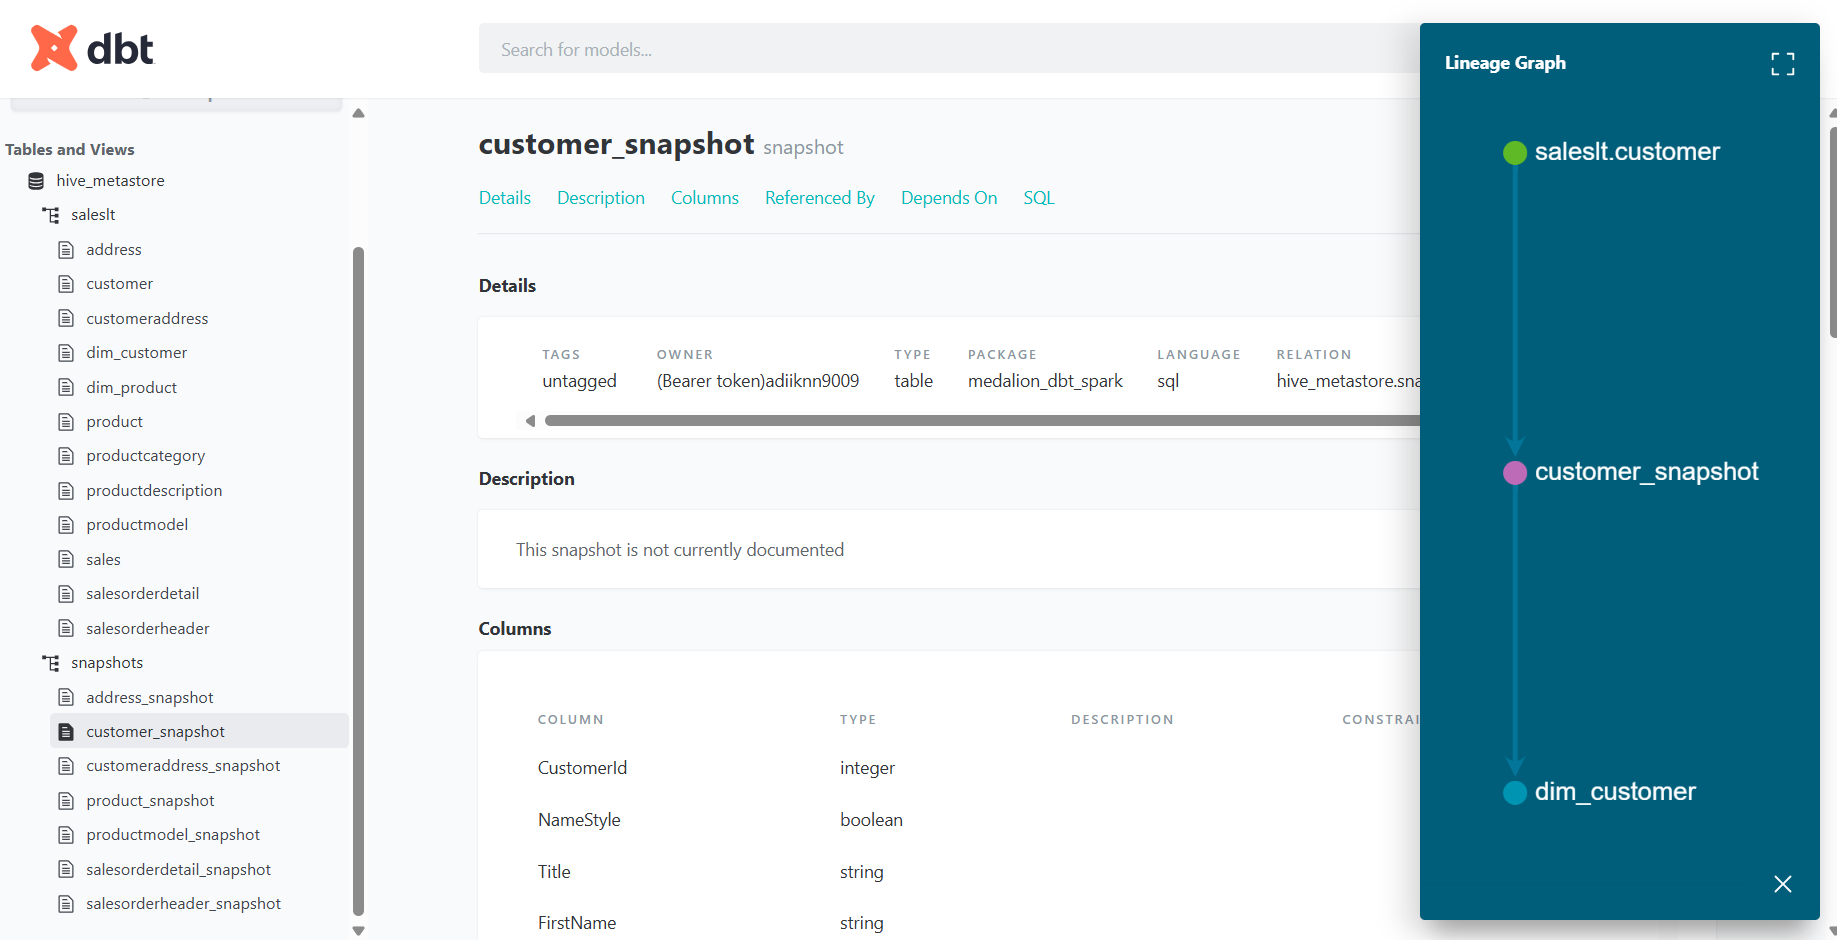 dbt
Search for models...
Tables and Views
hive_metastore
saleslt
address
customer
customeraddress
dim_customer
dim_product
product
productcategory
productdescription
productmodel
sales
salesorderdetail
salesorderheader
snapshots
address_snapshot
customer_snapshot
customeraddress_snapshot
product_snapshot
productmodel_snapshot
salesorderdetail_snapshot
salesorderheader_snapshot
customer_snapshot snapshot
Details Description Columns Referenced By Depends On SQL
Details
TAGS OWNER TYPE PACKAGE LANGUAGE RELATION
untagged (Bearer token)adiiknn9009 table medalion_dbt_spark sql hive_metastore.sna
Description
This snapshot is not currently documented
Columns
COLUMN TYPE DESCRIPTION CONSTRAI
CustomerId integer
NameStyle boolean
Title string
FirstName string
Lineage Graph
saleslt.customer
customer_snapshot
dim_customer